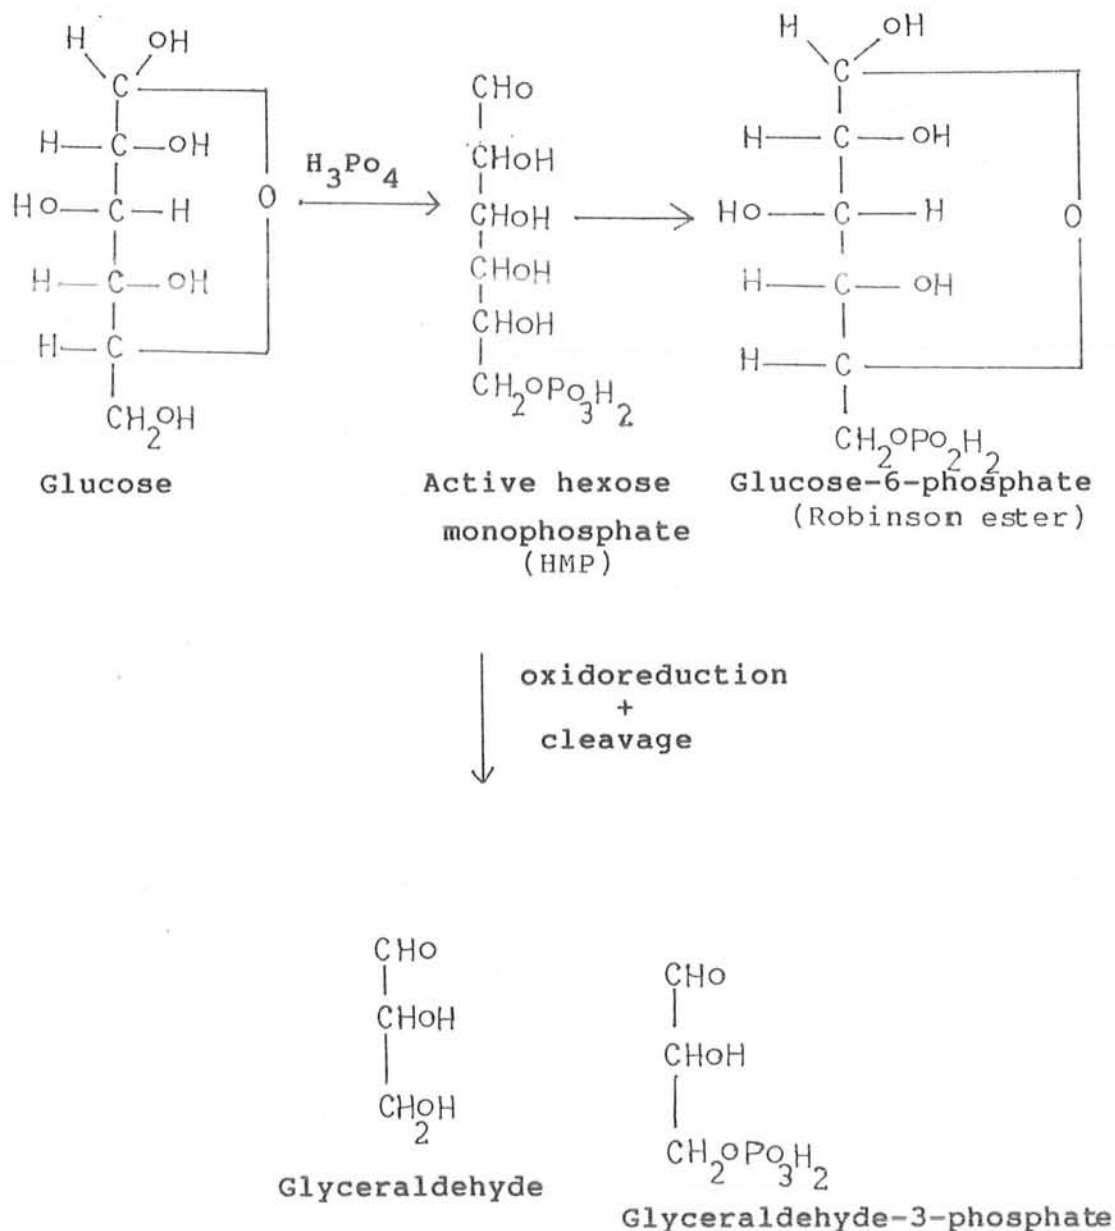 H OH
C
H—C—OH
HO—C—H
O
H—C—OH
H—C
CH2OH
Glucose
H3Po4
CHo
CHoH
CHoH
CHoH
CHoH
CH2oPo3H2
Active hexose
monophosphate
(HMP)
H OH
C
H—C—OH
HO—C—H
O
H—C—OH
H—C
CH2oPo2H2
Glucose-6-phosphate
(Robinson ester)
oxidoreduction
+
cleavage
CHo
CHoH
CH2oH
Glyceraldehyde
CHo
CHoH
CH2oPo3H2
Glyceraldehyde-3-phosphate